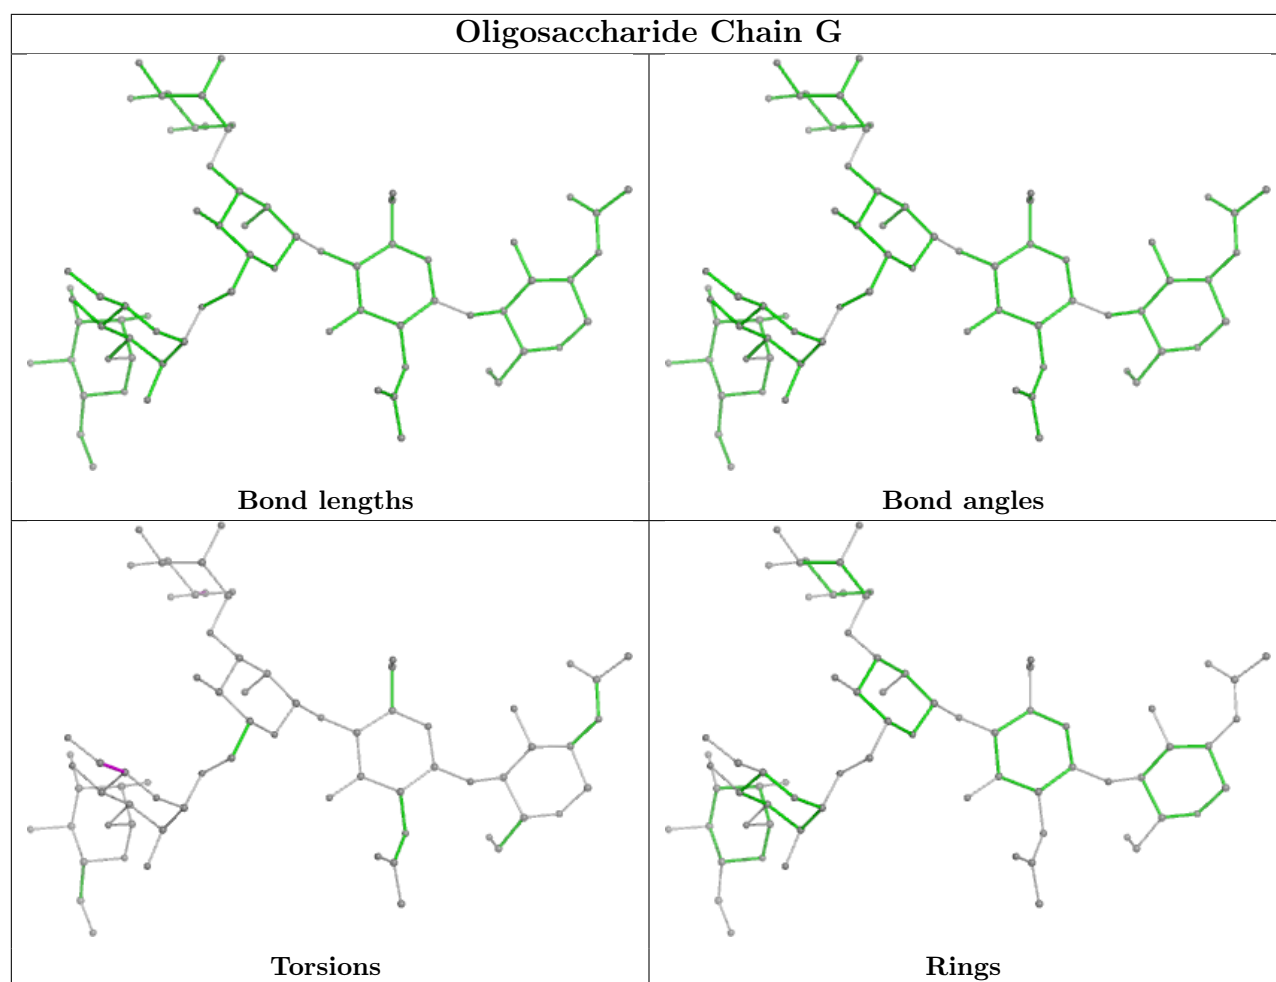 Oligosaccharide Chain G
Bond lengths
Bond angles
Torsions
Rings